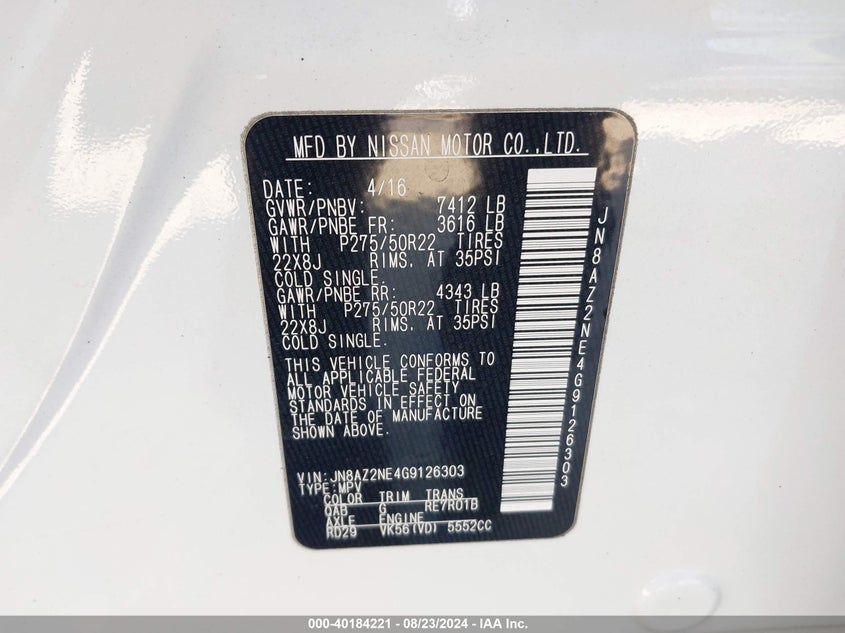 MFD BY NISSAN MOTOR CO.,LTD.
DATE: 4/16
GVWR/PNBV: 7412 LB
GAWR/PNBE FR: 3616 LB
WITH P275/50R22 TIRES
22X8J RIMS. AT 35PSI
COLD SINGLE.
GAWR/PNBE RR: 4343 LB
WITH P275/50R22 TIRES
22X8J RIMS. AT 35PSI
COLD SINGLE.
THIS VEHICLE CONFORMS TO
ALL APPLICABLE FEDERAL
MOTOR VEHICLE SAFETY
STANDARDS IN EFFECT ON
THE DATE OF MANUFACTURE
SHOWN ABOVE.
VIN: JN8AZ2NE4G9126303
TYPE: MPV
COLOR TRIM TRANS
QAB G RE7R01B
AXLE ENGINE
RD29 VK56(VD) 5552CC
JN8AZ2NE4G9126303
000-40184221 - 08/23/2024 - IAA Inc.